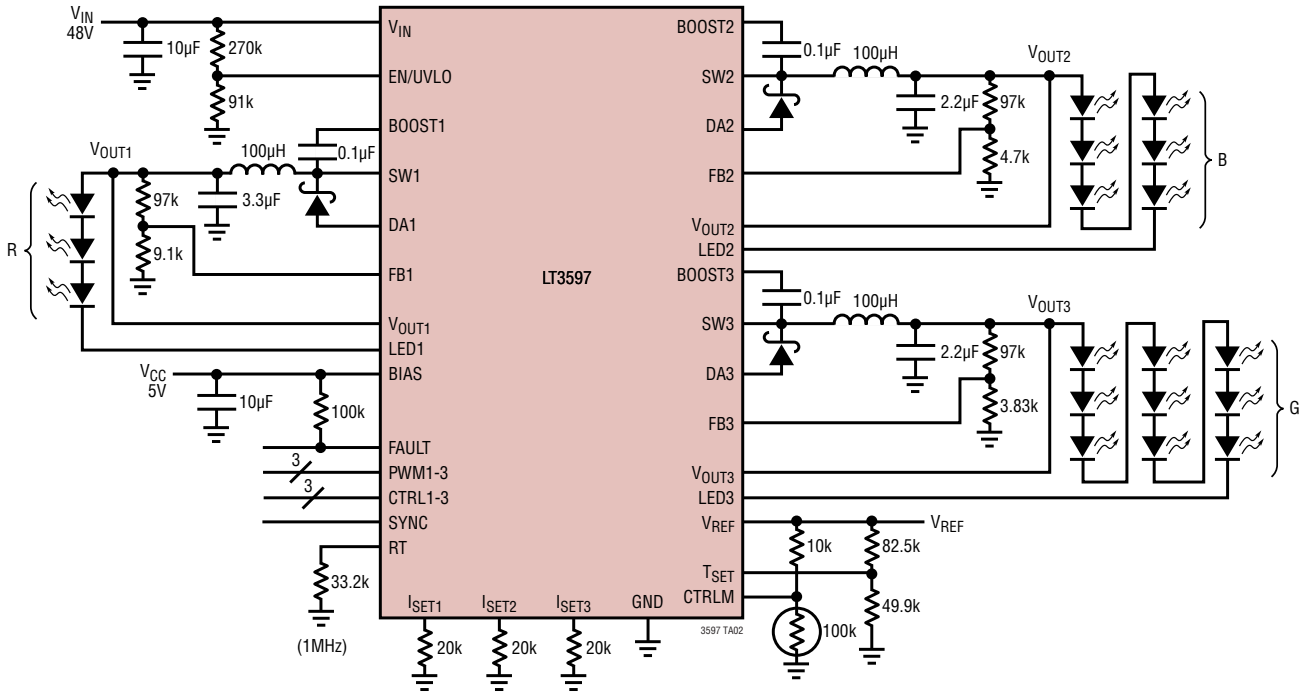 VIN
48V
10µF
270k
91k
VIN
EN/UVLO
BOOST1
VOUT1
100µH
0.1µF
SW1
97k
3.3µF
DA1
R
9.1k
FB1
VOUT1
LED1
VCC
5V
BIAS
10µF
100k
FAULT
3
PWM1-3
3
CTRL1-3
SYNC
RT
33.2k
(1MHz)
LT3597
ISET1
ISET2
ISET3
GND
20k
20k
20k
BOOST2
0.1µF
100µH
VOUT2
SW2
2.2µF
97k
DA2
4.7k
B
FB2
VOUT2
LED2
BOOST3
0.1µF
100µH
VOUT3
SW3
2.2µF
97k
DA3
3.83k
G
FB3
VOUT3
LED3
VREF
VREF
10k
82.5k
TSET
CTRLM
49.9k
100k
3597 TA02